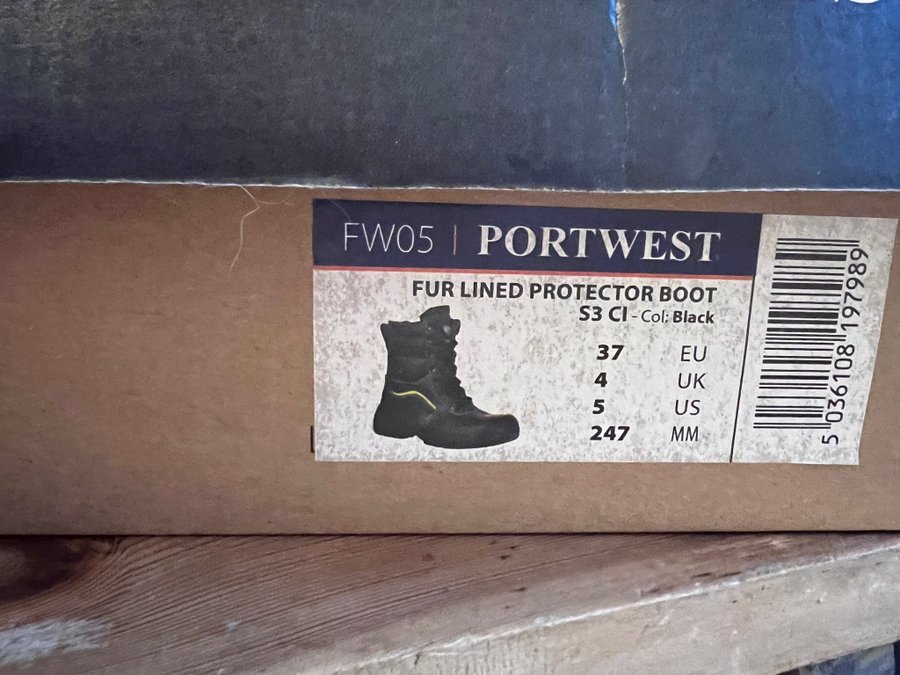 FW05 | PORTWEST
FUR LINED PROTECTOR BOOT
S3 CI - Col: Black
37 EU
4 UK
5 US
247 MM
5 036108 197989